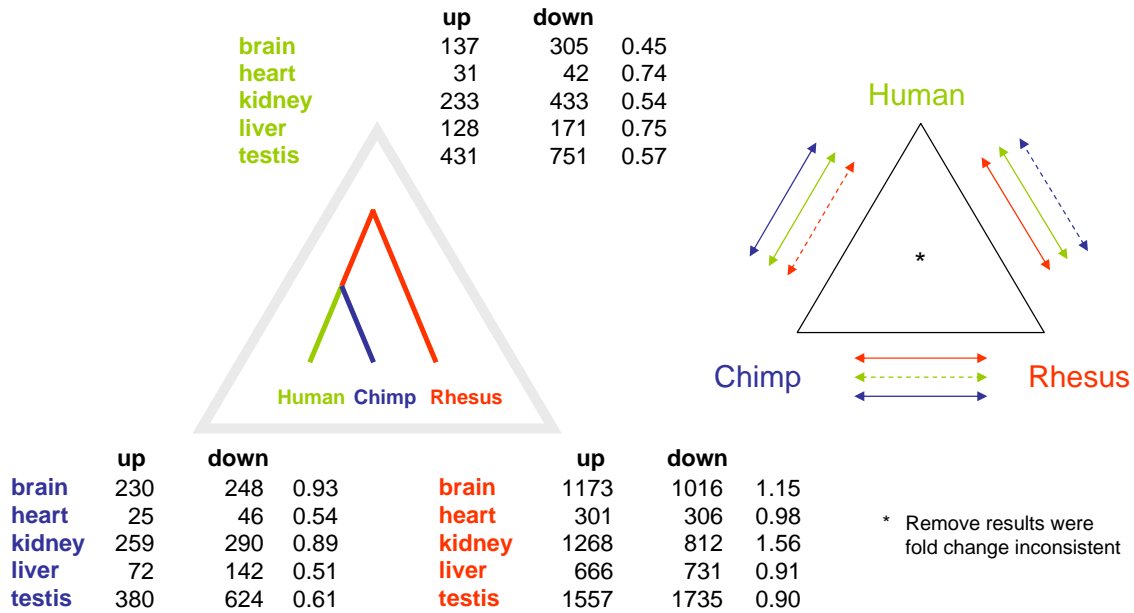 up down
brain 137 305 0.45
heart 31 42 0.74
kidney 233 433 0.54
liver 128 171 0.75
testis 431 751 0.57
Human
*
Chimp Rhesus
Human Chimp Rhesus
up down
brain 230 248 0.93
heart 25 46 0.54
kidney 259 290 0.89
liver 72 142 0.51
testis 380 624 0.61
up down
brain 1173 1016 1.15
heart 301 306 0.98
kidney 1268 812 1.56
liver 666 731 0.91
testis 1557 1735 0.90
* Remove results were
fold change inconsistent